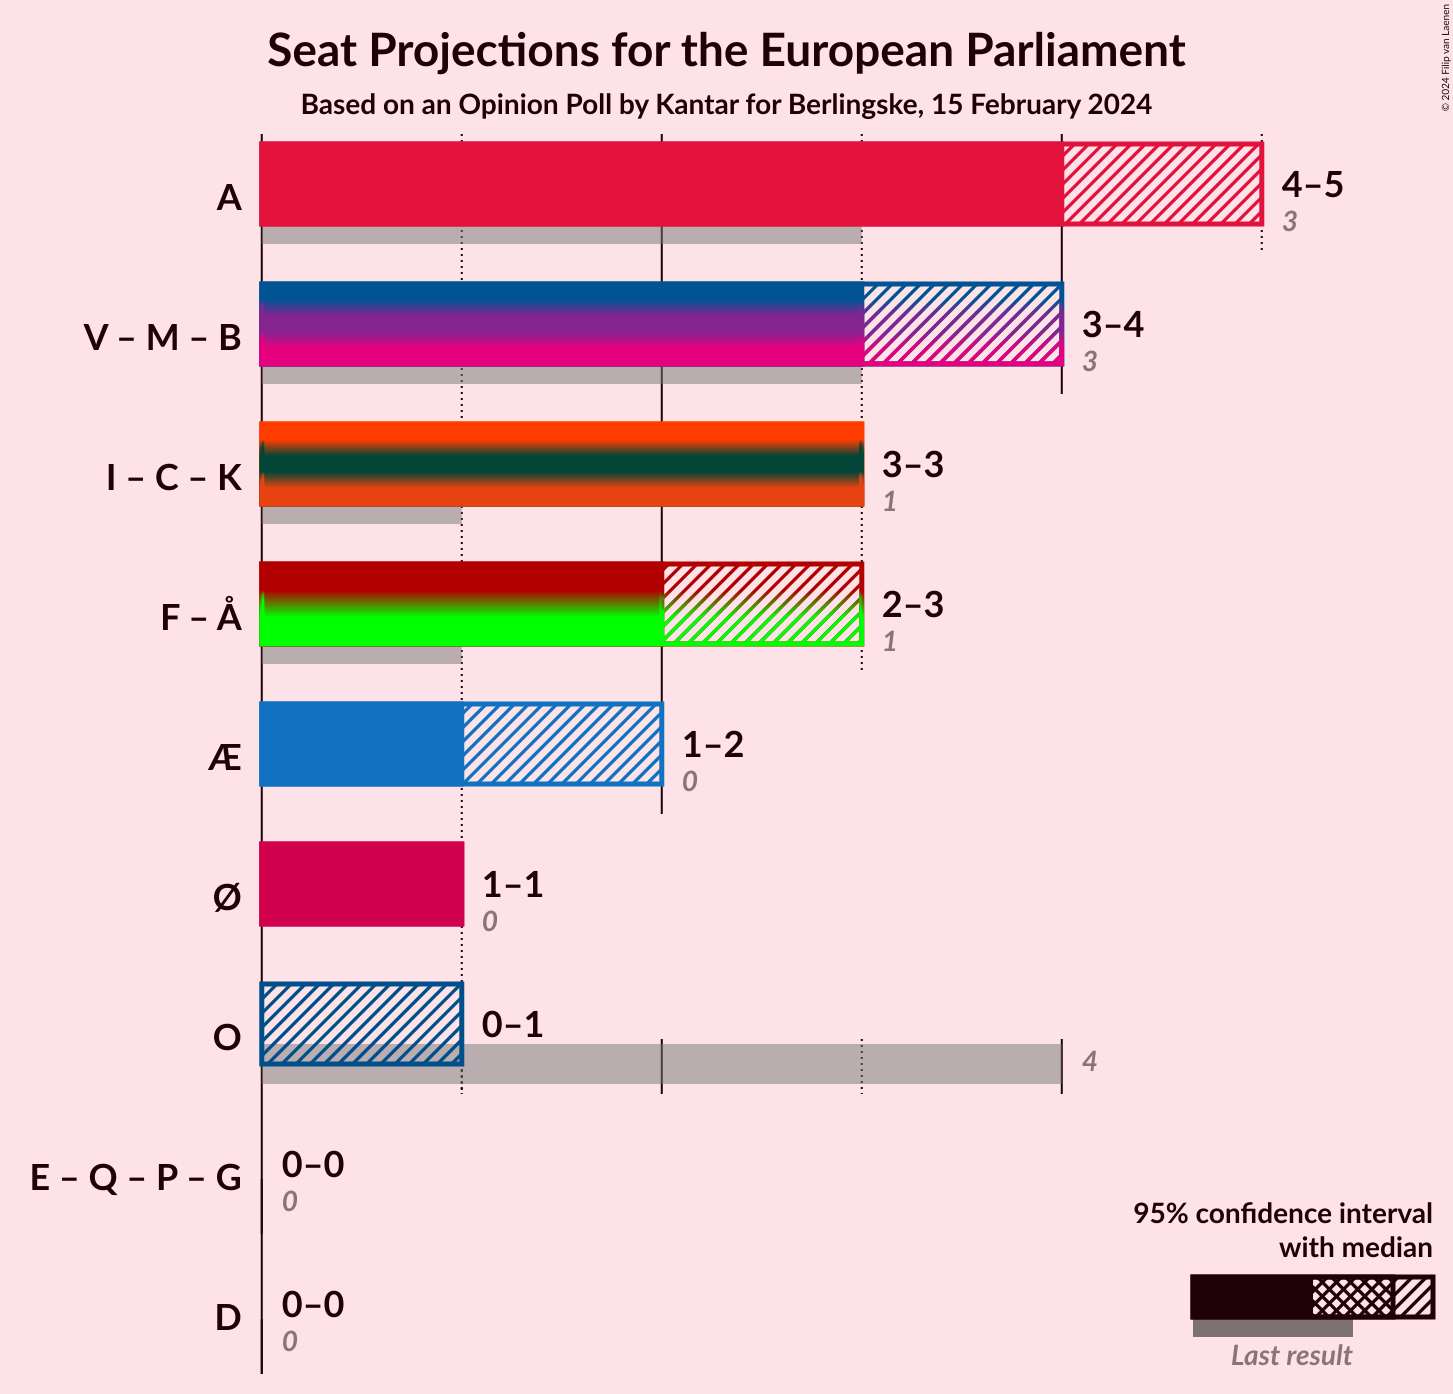 Seat Projections for the European Parliament
Based on an Opinion Poll by Kantar for Berlingske, 15 February 2024
© 2024 Filip van Laenen
A
4–5
3
V – M – B
3–4
3
I – C – K
3–3
1
F – Å
2–3
1
Æ
1–2
0
Ø
1–1
0
O
0–1
4
E – Q – P – G
0–0
0
D
0–0
0
95% confidence interval
with median
Last result